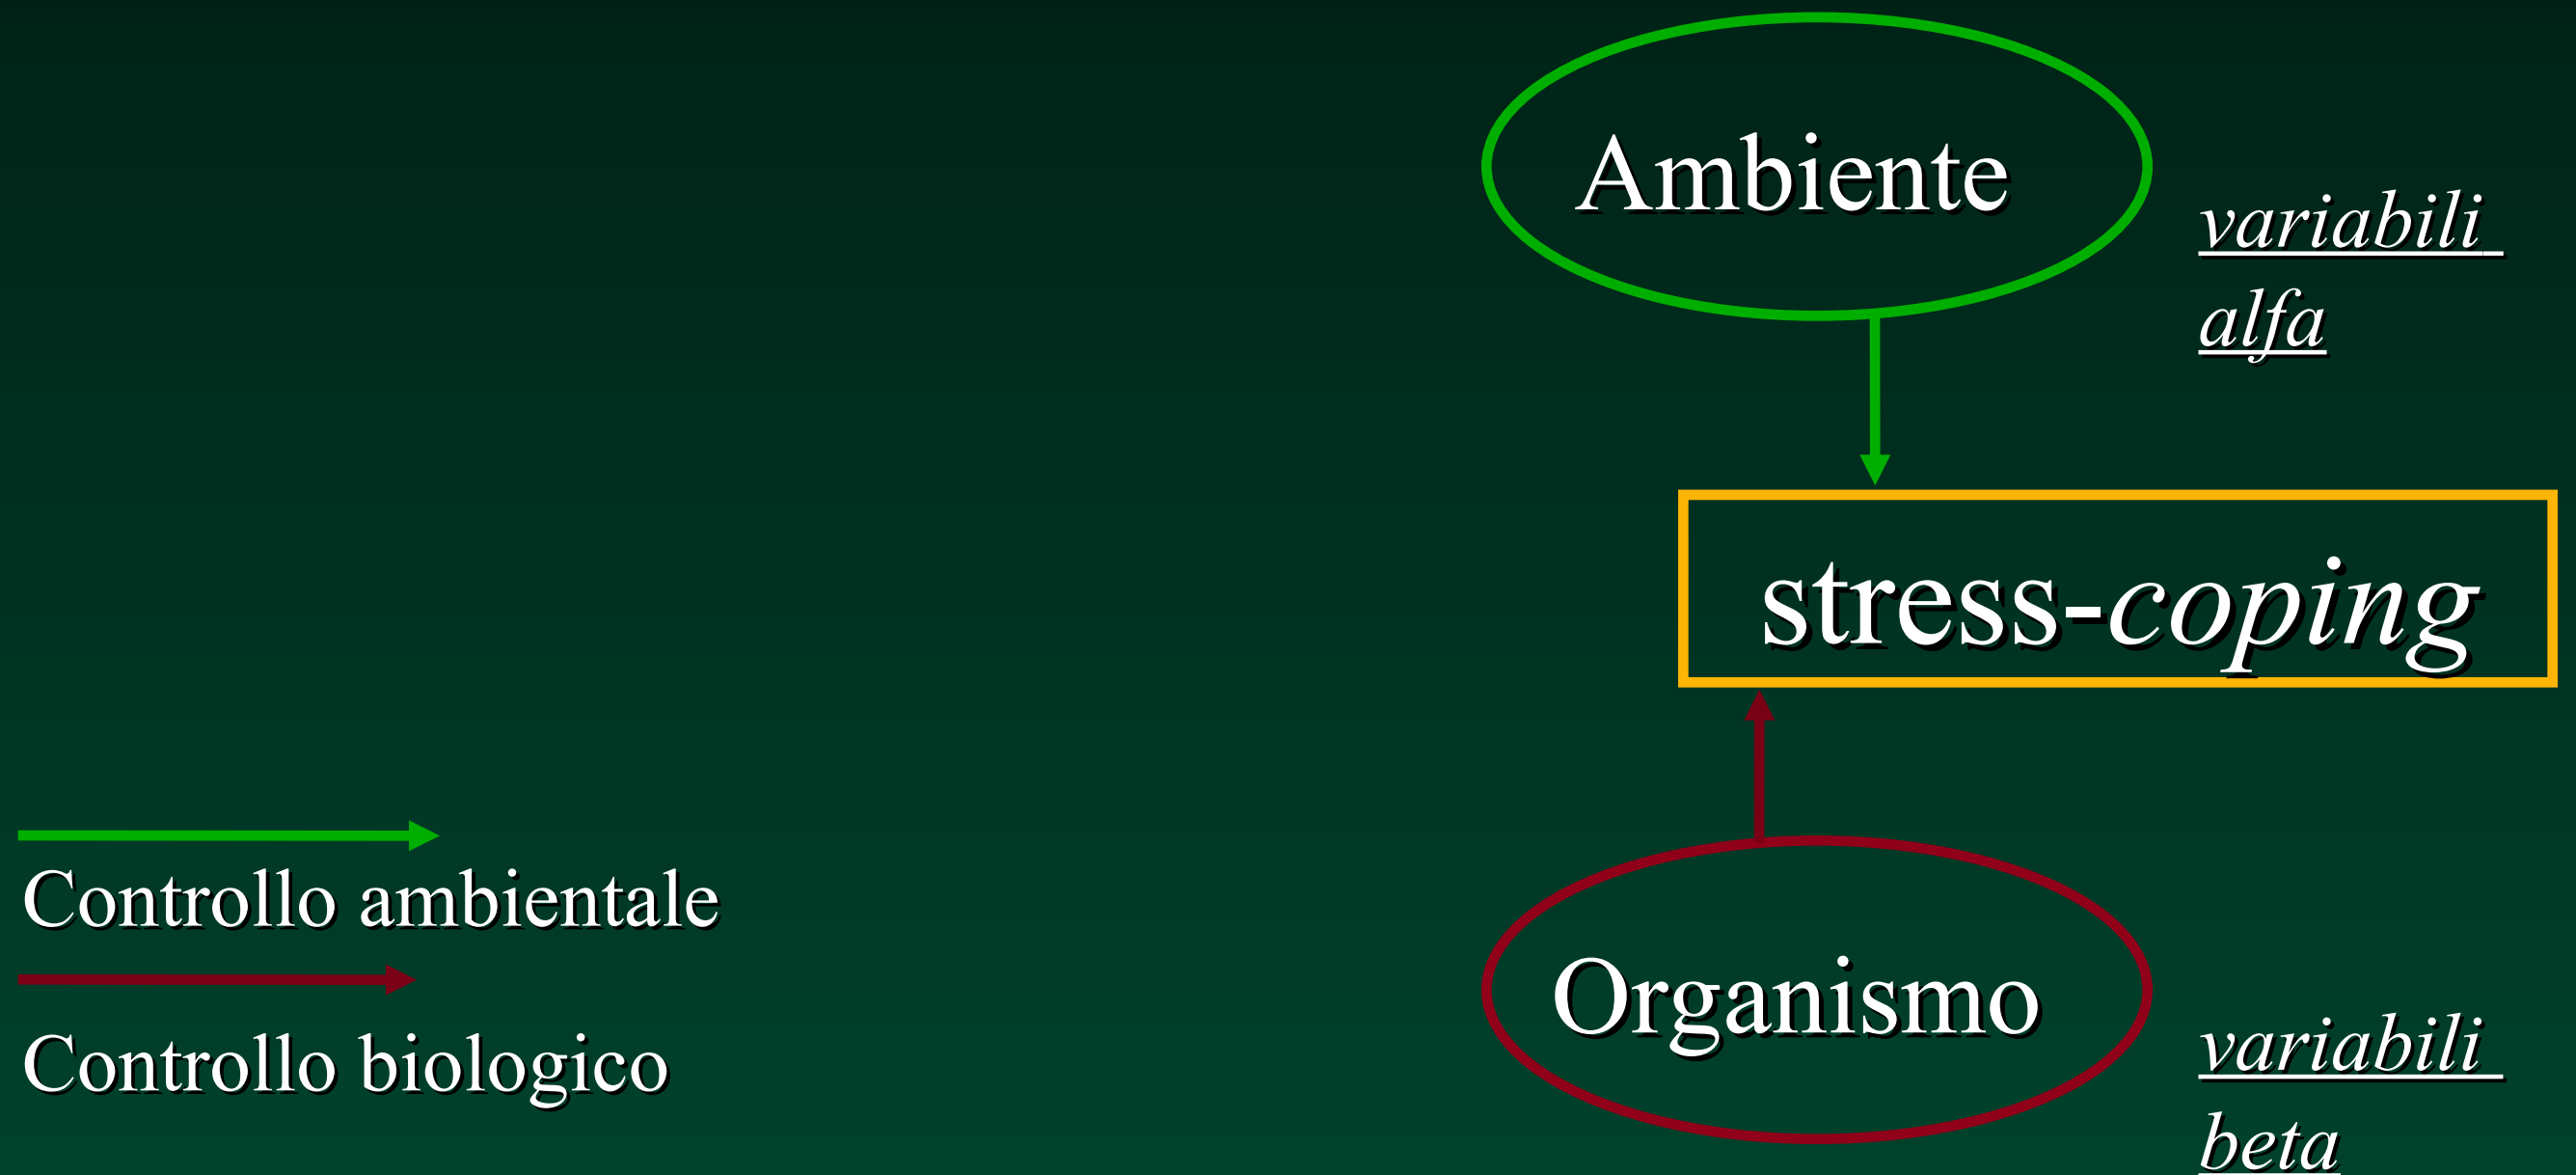 Ambiente
variabili
alfa
stress-coping
Controllo ambientale
Organismo
Controllo biologico
variabili
beta